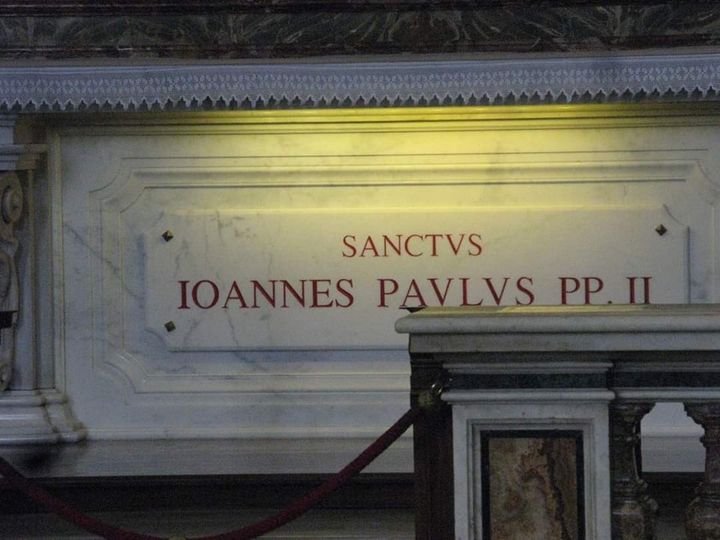 SANCTVS
IOANNES PAVLVS PP. II